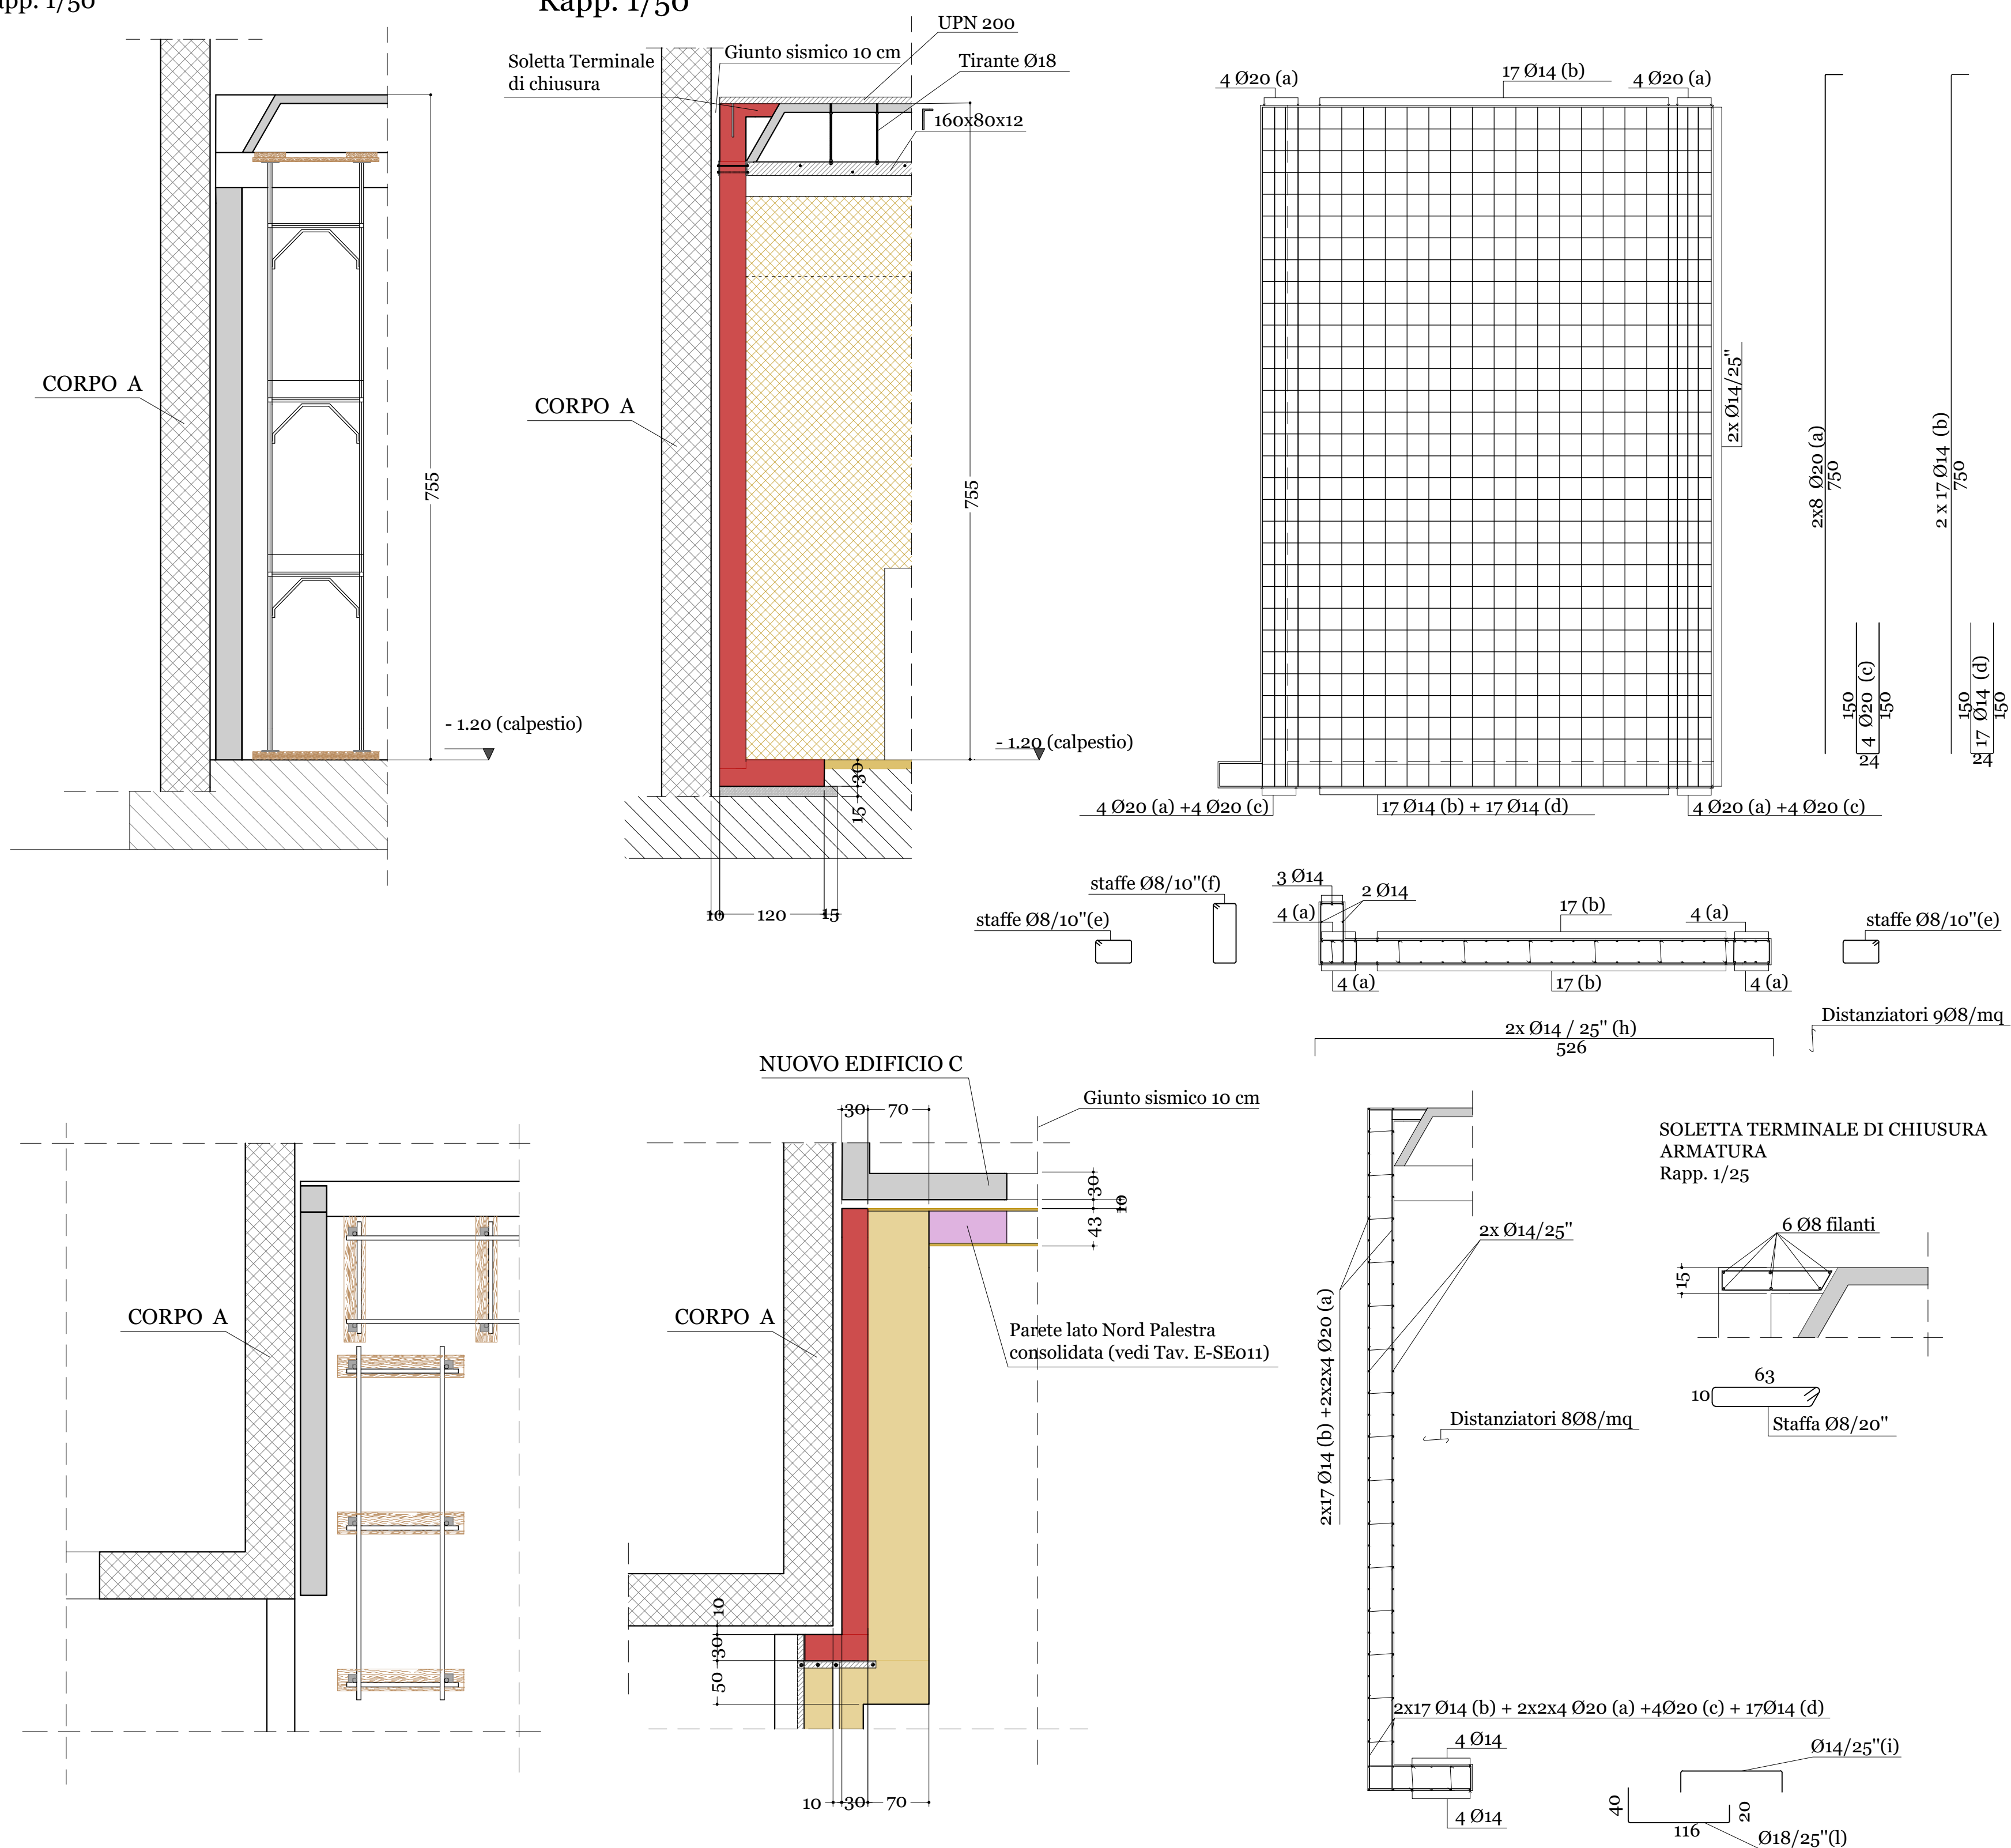 Rapp. 1/50
UPN 200
Soletta Terminale
di chiusura
Giunto sismico 10 cm
Tirante Ø18
160x80x12
CORPO A
755
- 1.20 (calpestio)
CORPO A
755
- 1.20 (calpestio)
30
15
10
120
15
4 Ø20 (a)
17 Ø14 (b)
4 Ø20 (a)
2x Ø14/25"
2x8 Ø20 (a)
750
2 x 17 Ø14 (b)
750
150
4 Ø20 (c)
150
24
150
17 Ø14 (d)
150
24
4 Ø20 (a) +4 Ø20 (c)
17 Ø14 (b) + 17 Ø14 (d)
4 Ø20 (a) +4 Ø20 (c)
staffe Ø8/10"(e)
staffe Ø8/10"(f)
3 Ø14
2 Ø14
4 (a)
17 (b)
4 (a)
staffe Ø8/10"(e)
4 (a)
17 (b)
4 (a)
2x Ø14 / 25" (h)
526
Distanziatori 9Ø8/mq
CORPO A
NUOVO EDIFICIO C
Giunto sismico 10 cm
30
70
30
10
43
CORPO A
Parete lato Nord Palestra
consolidata (vedi Tav. E-SE011)
10
30
50
10
30
70
2x Ø14/25"
2x17 Ø14 (b) +2x2x4 Ø20 (a)
Distanziatori 8Ø8/mq
2x17 Ø14 (b) + 2x2x4 Ø20 (a) +4Ø20 (c) + 17Ø14 (d)
4 Ø14
4 Ø14
SOLETTA TERMINALE DI CHIUSURA
ARMATURA
Rapp. 1/25
6 Ø8 filanti
15
63
10
Staffa Ø8/20"
Ø14/25"(i)
40
20
116
Ø18/25"(l)